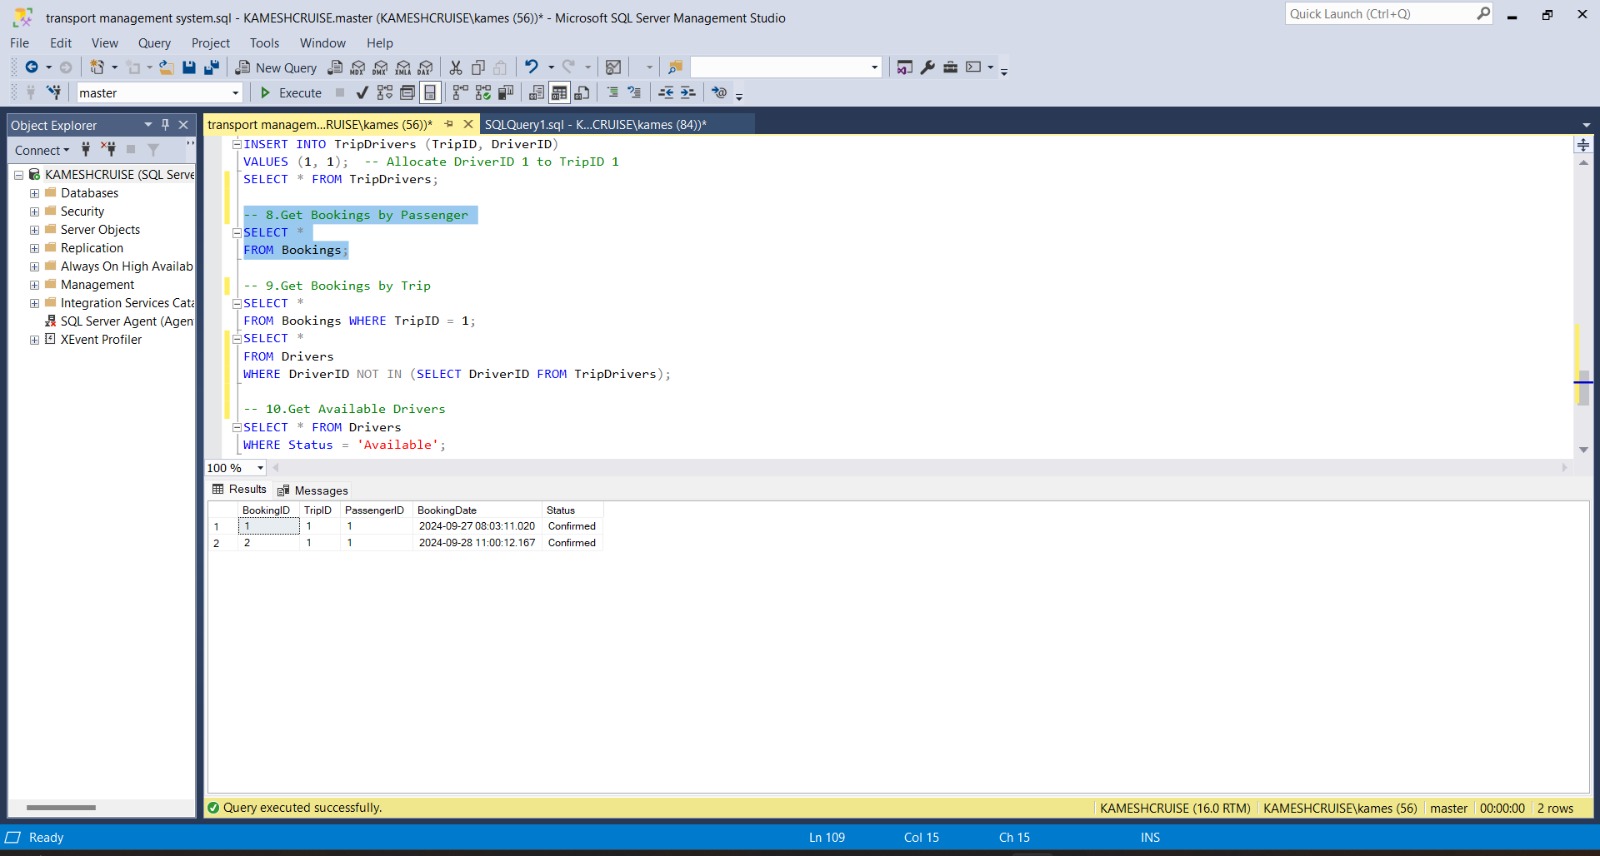 transport management system.sql - KAMESHCRUISE.master (KAMESHCRUISE\kames (56))* - Microsoft SQL Server Management Studio
Quick Launch (Ctrl+Q)
File Edit View Query Project Tools Window Help
New Query MDX DMX XMLA DAX
master Execute
Object Explorer
transport managem...RUISE\kames (56))* SQLQuery1.sql - K...CRUISE\kames (84))*
Connect
KAMESHCRUISE (SQL Serve
Databases
Security
Server Objects
Replication
Always On High Availab
Management
Integration Services Cata
SQL Server Agent (Agen
XEvent Profiler
INSERT INTO TripDrivers (TripID, DriverID)
VALUES (1, 1);  -- Allocate DriverID 1 to TripID 1
SELECT * FROM TripDrivers;
-- 8.Get Bookings by Passenger
SELECT *
FROM Bookings;
-- 9.Get Bookings by Trip
SELECT *
FROM Bookings WHERE TripID = 1;
SELECT *
FROM Drivers
WHERE DriverID NOT IN (SELECT DriverID FROM TripDrivers);
-- 10.Get Available Drivers
SELECT * FROM Drivers
WHERE Status = 'Available';
100 %
Results Messages
BookingID TripID PassengerID BookingDate Status
1 1 1 1 2024-09-27 08:03:11.020 Confirmed
2 2 1 1 2024-09-28 11:00:12.167 Confirmed
Query executed successfully. KAMESHCRUISE (16.0 RTM) KAMESHCRUISE\kames (56) master 00:00:00 2 rows
Ready Ln 109 Col 15 Ch 15 INS